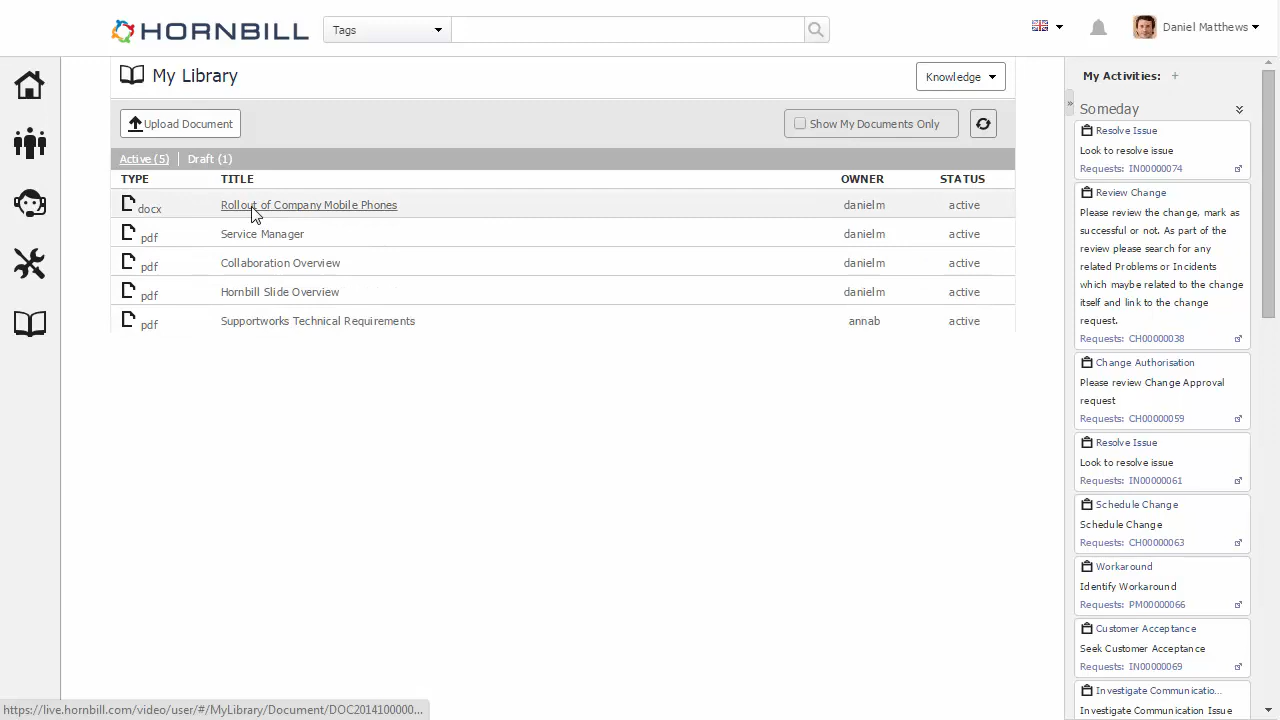 HORNBILL
Tags
Daniel Matthews
My Library
Knowledge
Upload Document
Show My Documents Only
Active (5) | Draft (1)
TYPE TITLE OWNER STATUS
docx Rollout of Company Mobile Phones danielm active
pdf Service Manager danielm active
pdf Collaboration Overview danielm active
pdf Hornbill Slide Overview danielm active
pdf Supportworks Technical Requirements annab active
My Activities: +
»
Someday
Resolve Issue
Look to resolve issue
Requests: IN00000074
Review Change
Please review the change, mark as
successful or not. As part of the
review please search for any
related Problems or Incidents
which maybe related to the change
itself and link to the change
request.
Requests: CH00000038
Change Authorisation
Please review Change Approval
request
Requests: CH00000059
Resolve Issue
Look to resolve issue
Requests: IN00000061
Schedule Change
Schedule Change
Requests: CH00000063
Workaround
Identify Workaround
Requests: PM00000066
Customer Acceptance
Seek Customer Acceptance
Requests: IN00000069
Investigate Communicatio...
Investigate Communication Issue
https://live.hornbill.com/video/user/#/MyLibrary/Document/DOC2014100000...